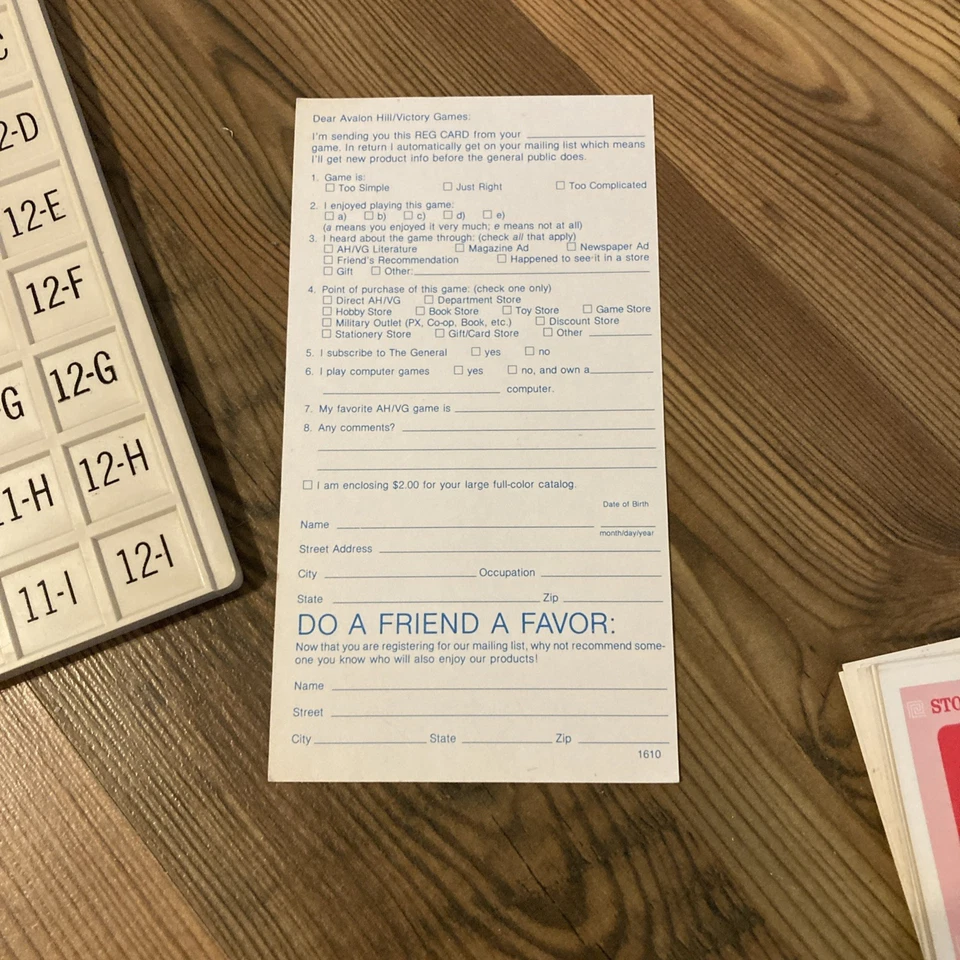 C
2-D
12-E
12-F
G
12-G
11-H
12-H
11-I
12-I
Dear Avalon Hill/Victory Games:
I'm sending you this REG CARD from your
game. In return I automatically get on your mailing list which means
I'll get new product info before the general public does.
1. Game is:
Too Simple Just Right Too Complicated
2. I enjoyed playing this game:
a) b) c) d) e)
(a means you enjoyed it very much; e means not at all)
3. I heard about the game through: (check all that apply)
AH/VG Literature Magazine Ad Newspaper Ad
Friend's Recommendation Happened to see it in a store
Gift Other:
4. Point of purchase of this game: (check one only)
Direct AH/VG Department Store
Hobby Store Book Store Toy Store Game Store
Military Outlet (PX, Co-op, Book, etc.) Discount Store
Stationery Store Gift/Card Store Other
5. I subscribe to The General yes no
6. I play computer games yes no, and own a
computer.
7. My favorite AH/VG game is
8. Any comments?
I am enclosing $2.00 for your large full-color catalog.
Date of Birth
Name
month/day/year
Street Address
City Occupation
State Zip
DO A FRIEND A FAVOR:
Now that you are registering for our mailing list, why not recommend some-
one you know who will also enjoy our products!
Name
Street
City State Zip
1610
STO